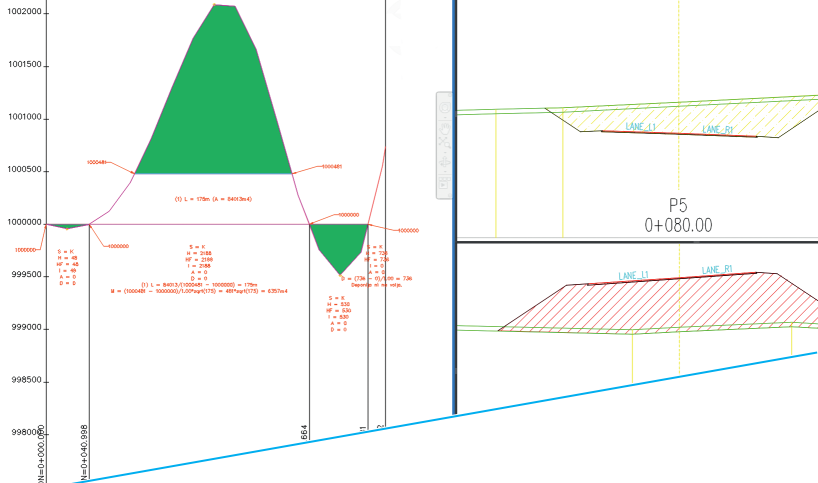 1002000
1001500
1001000
1000500
1000000
999500
999000
998500
998000
1000481
1000481
(1) L = 175m (A = 84013m4)
1000000
1000000
1000000
1000000
S = K
H = 48
HF = 48
I = 48
A = 0
D = 0
S = K
H = 2188
HF = 2188
I = 2188
A = 0
D = 0
(1) L = 84013/(1000481 - 1000000) = 175m
M = (1000481 - 1000000)/1.00*sqrt(175) = 481*sqrt(175) = 6357m4
S = K
I = 0
A = 0
D = (736 - 0)/1.00 = 736
S = K
H = 530
HF = 530
I = 530
A = 0
D = 0
N=0+040.998
664
LANE_L1
LANE_R1
P5
0+080.00
LANE_L1
LANE_R1